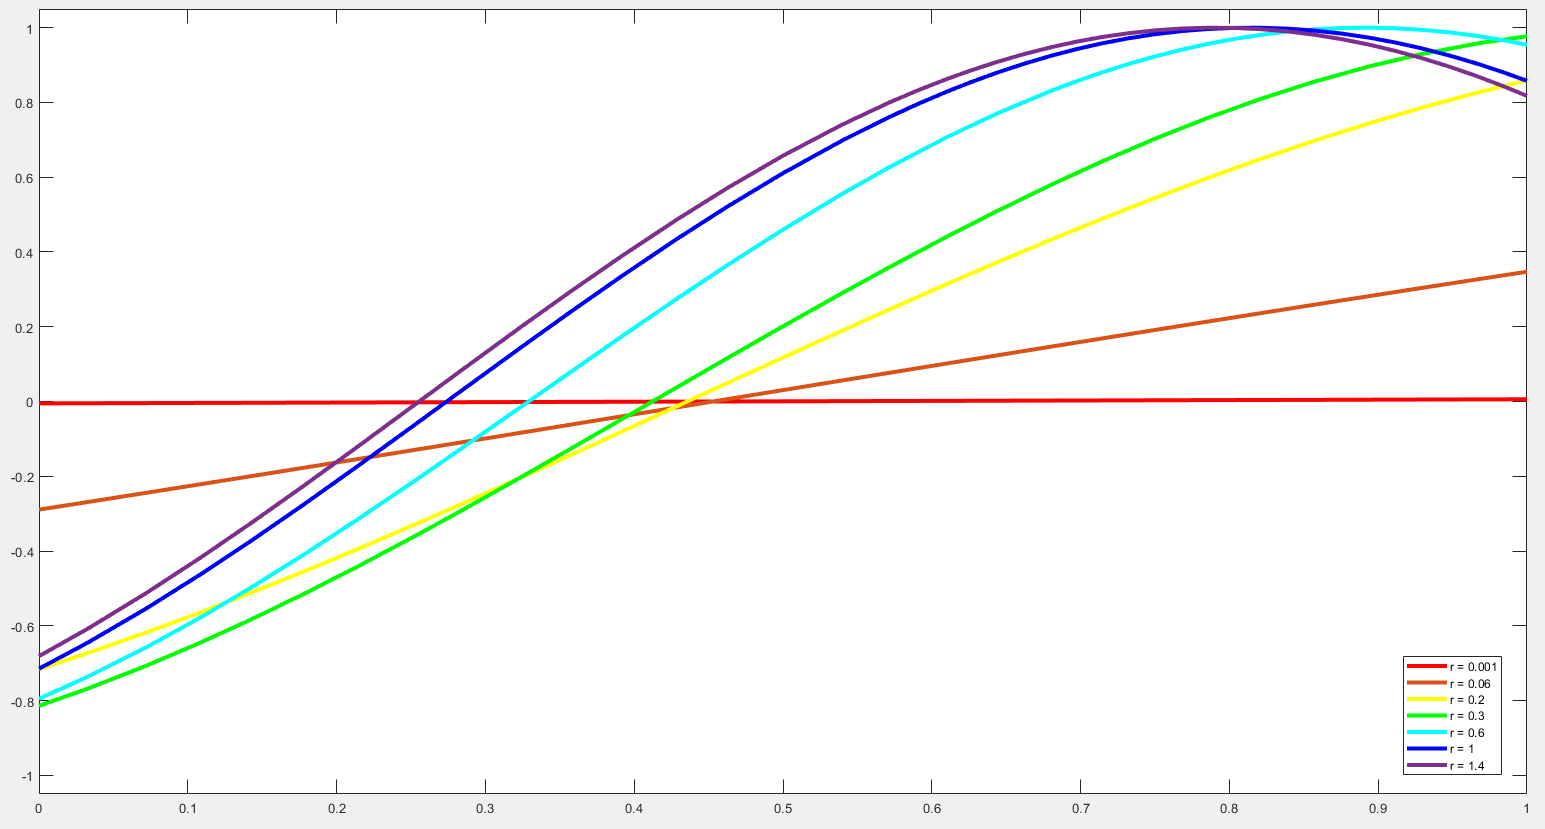 1
0.8
0.6
0.4
0.2
0
-0.2
-0.4
-0.6
-0.8
-1
0 0.1 0.2 0.3 0.4 0.5 0.6 0.7 0.8 0.9 1
r = 0.001
r = 0.06
r = 0.2
r = 0.3
r = 0.6
r = 1
r = 1.4